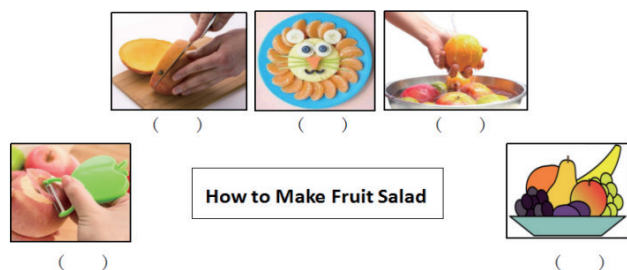 (    )    (    )    (    )
How to Make Fruit Salad
(    )    (    )